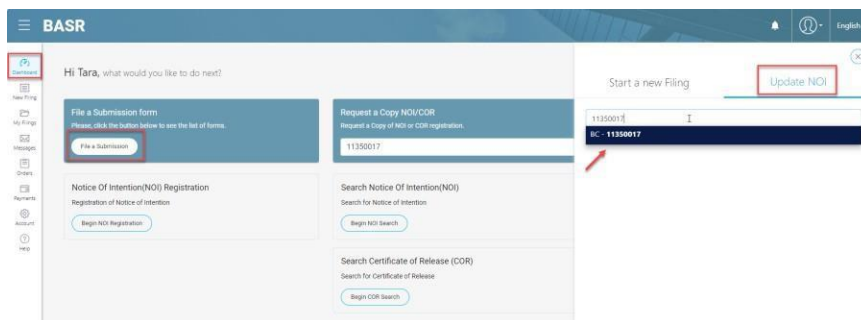 BASR
English
Dashboard
New Filing
My Filings
Messages
Orders
Payments
Account
Help
Hi Tara, what would you like to do next?
File a Submission form
Please, click the button below to see the list of forms.
File a Submission
Request a Copy NOI/COR
Request a Copy of NOI or COR registration.
11350017
Notice Of Intention(NOI) Registration
Registration of Notice of Intention
Begin NOI Registration
Search Notice Of Intention(NOI)
Search for Notice of Intention
Begin NOI Search
Search Certificate of Release (COR)
Search for Certificate of Release
Begin COR Search
Start a new Filing
Update NOI
11350017
BC - 11350017